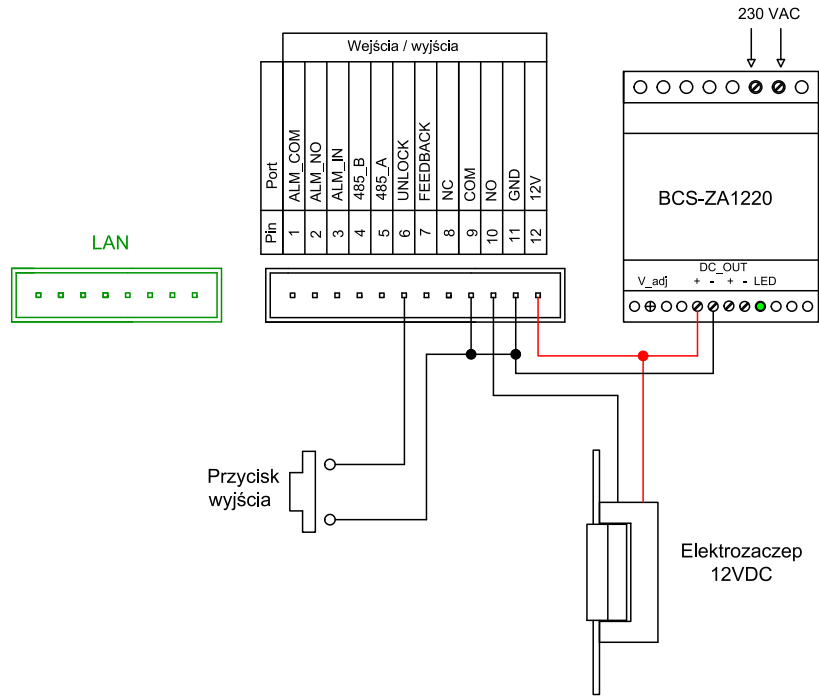 230 VAC
Wejścia / wyjścia
Port
ALM_COM
ALM_NO
ALM_IN
485_B
485_A
UNLOCK
FEEDBACK
NC
COM
NO
GND
12V
Pin
1
2
3
4
5
6
7
8
9
10
11
12
BCS-ZA1220
DC_OUT
V_adj + - + - LED
LAN
Przycisk
wyjścia
Elektrozaczep
12VDC